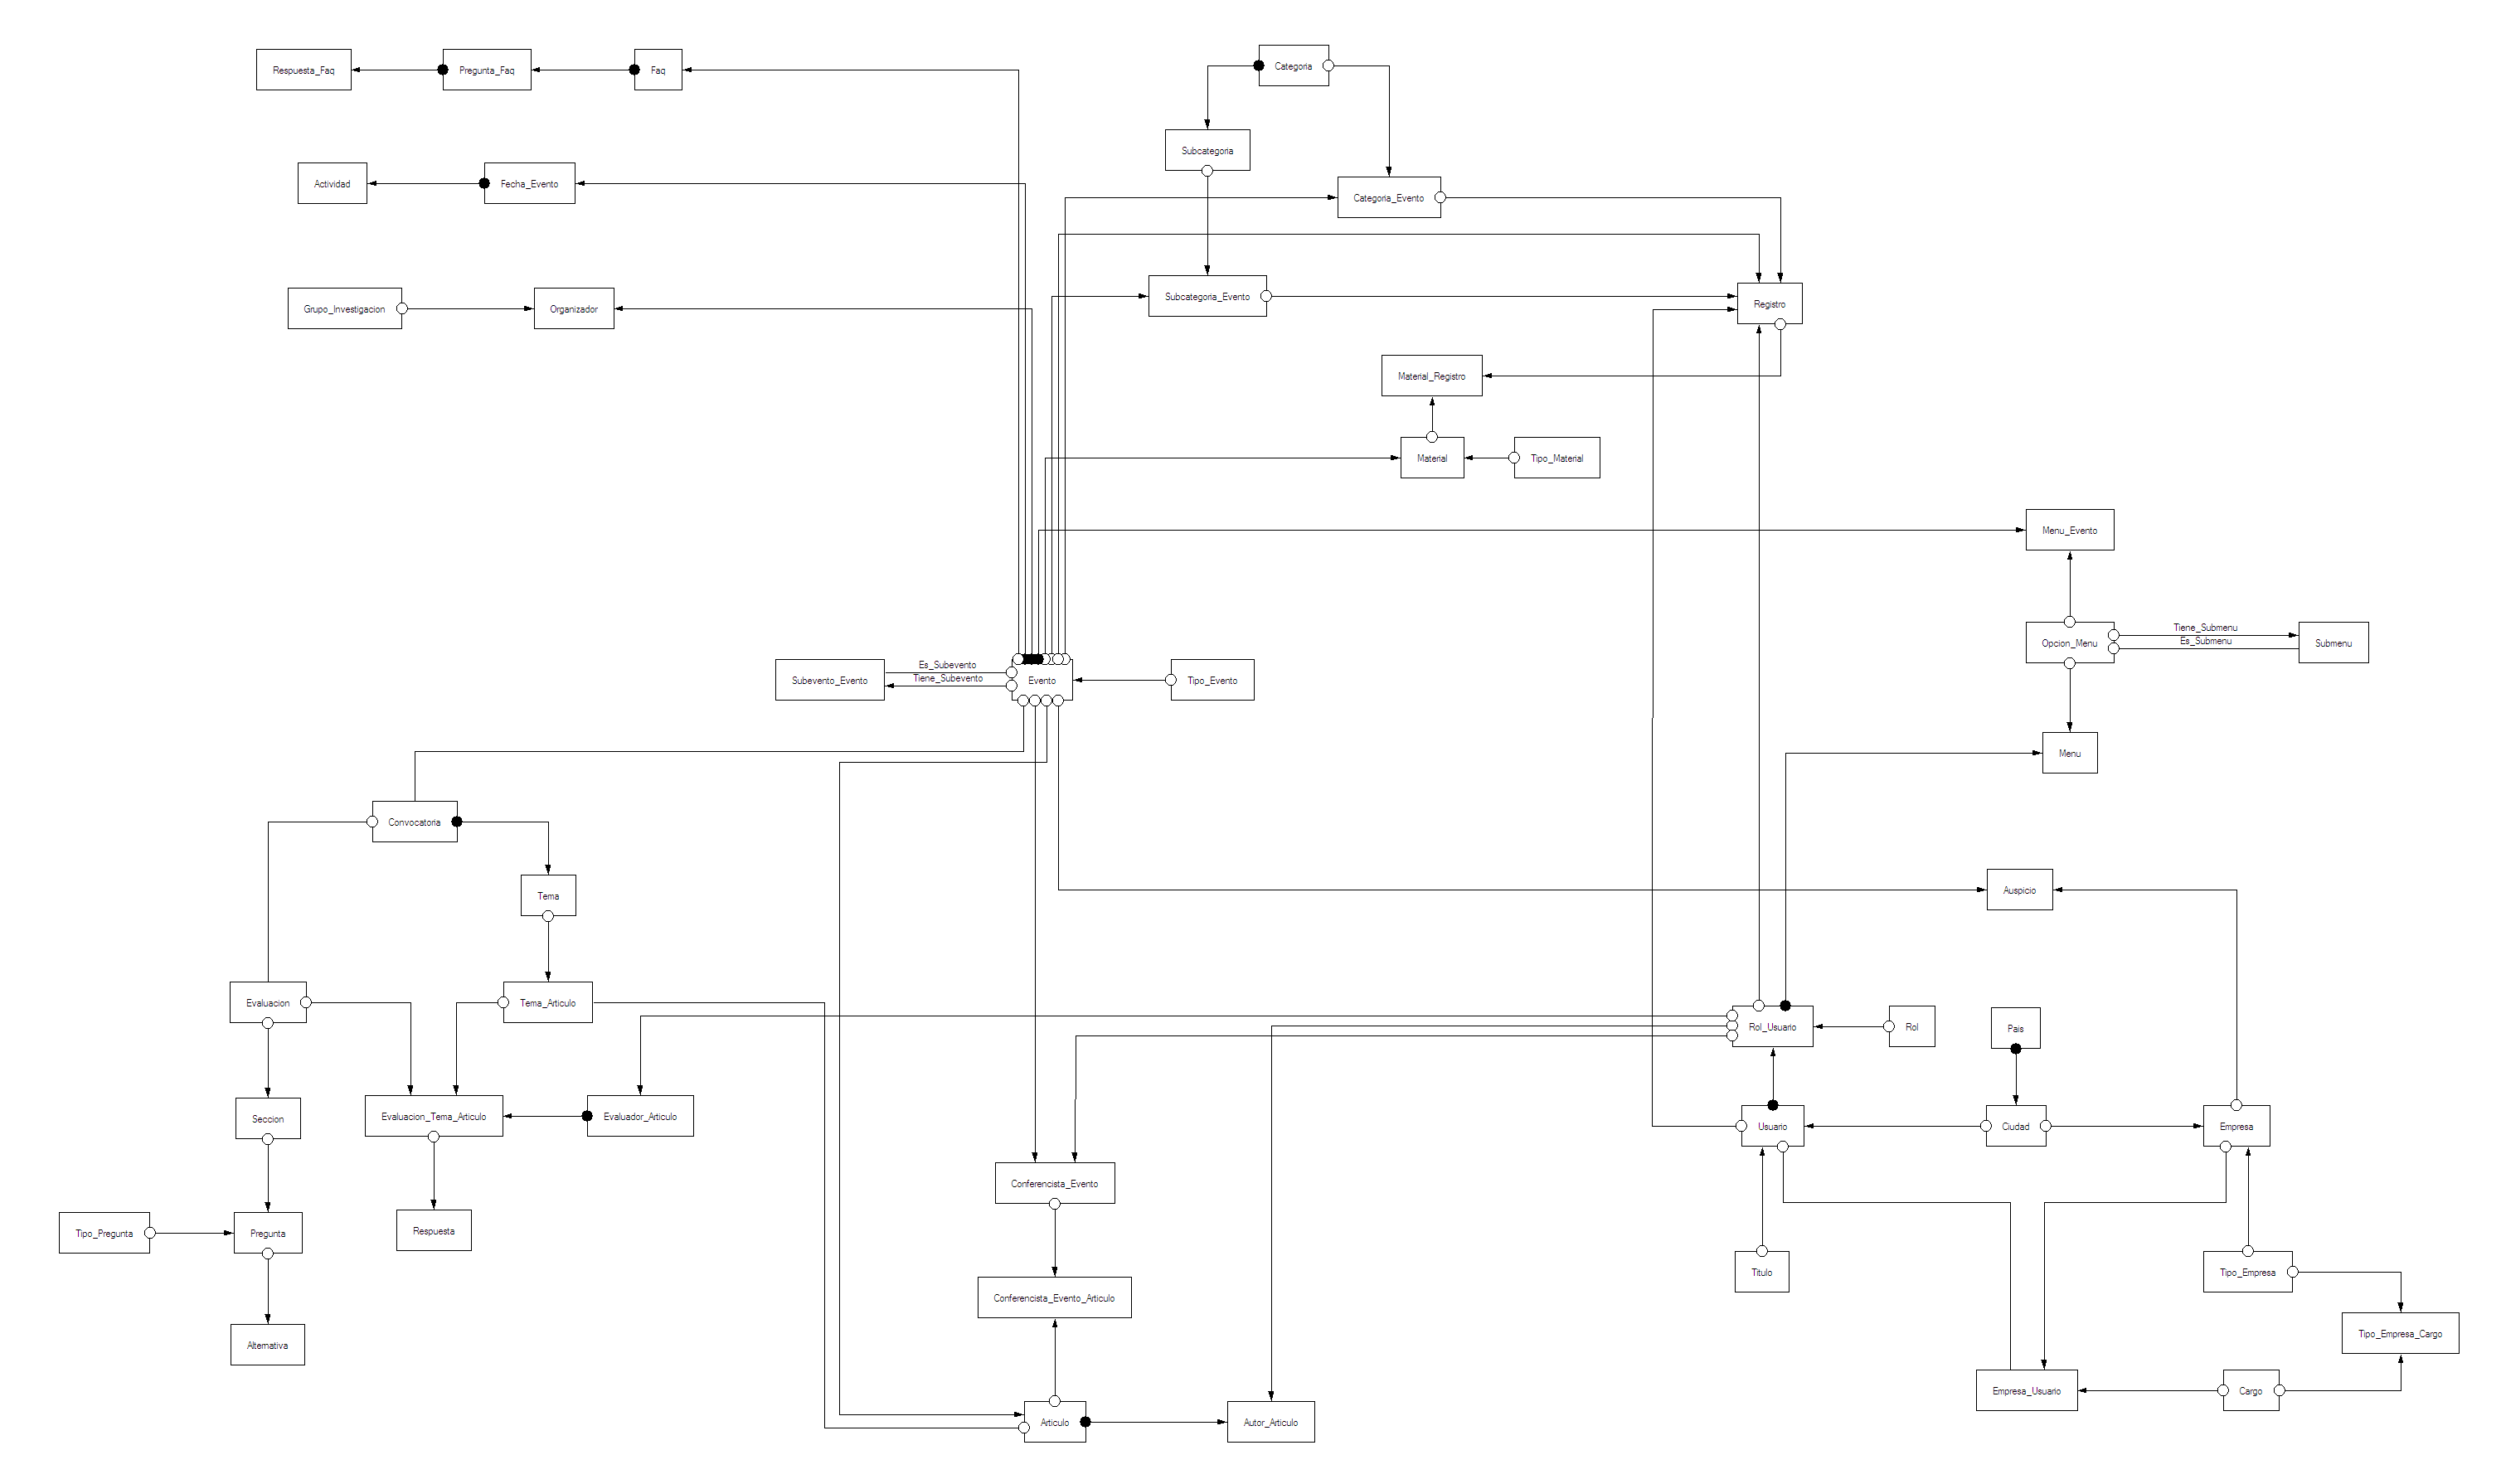 Respuesta_Faq
Pregunta_Faq
Faq
Categoria
Subcategoria
Actividad
Fecha_Evento
Categoria_Evento
Grupo_Investigacion
Organizador
Subcategoria_Evento
Registro
Material_Registro
Material
Tipo_Material
Menu_Evento
Tiene_Submenu
Opcion_Menu
Es_Submenu
Submenu
Es_Subevento
Subevento_Evento
Tiene_Subevento
Evento
Tipo_Evento
Menu
Convocatoria
Tema
Auspicio
Evaluacion
Tema_Articulo
Rol_Usuario
Rol
Pais
Seccion
Evaluacion_Tema_Articulo
Evaluador_Articulo
Usuario
Ciudad
Empresa
Conferencista_Evento
Tipo_Pregunta
Pregunta
Respuesta
Titulo
Tipo_Empresa
Conferencista_Evento_Articulo
Alternativa
Tipo_Empresa_Cargo
Empresa_Usuario
Cargo
Articulo
Autor_Articulo